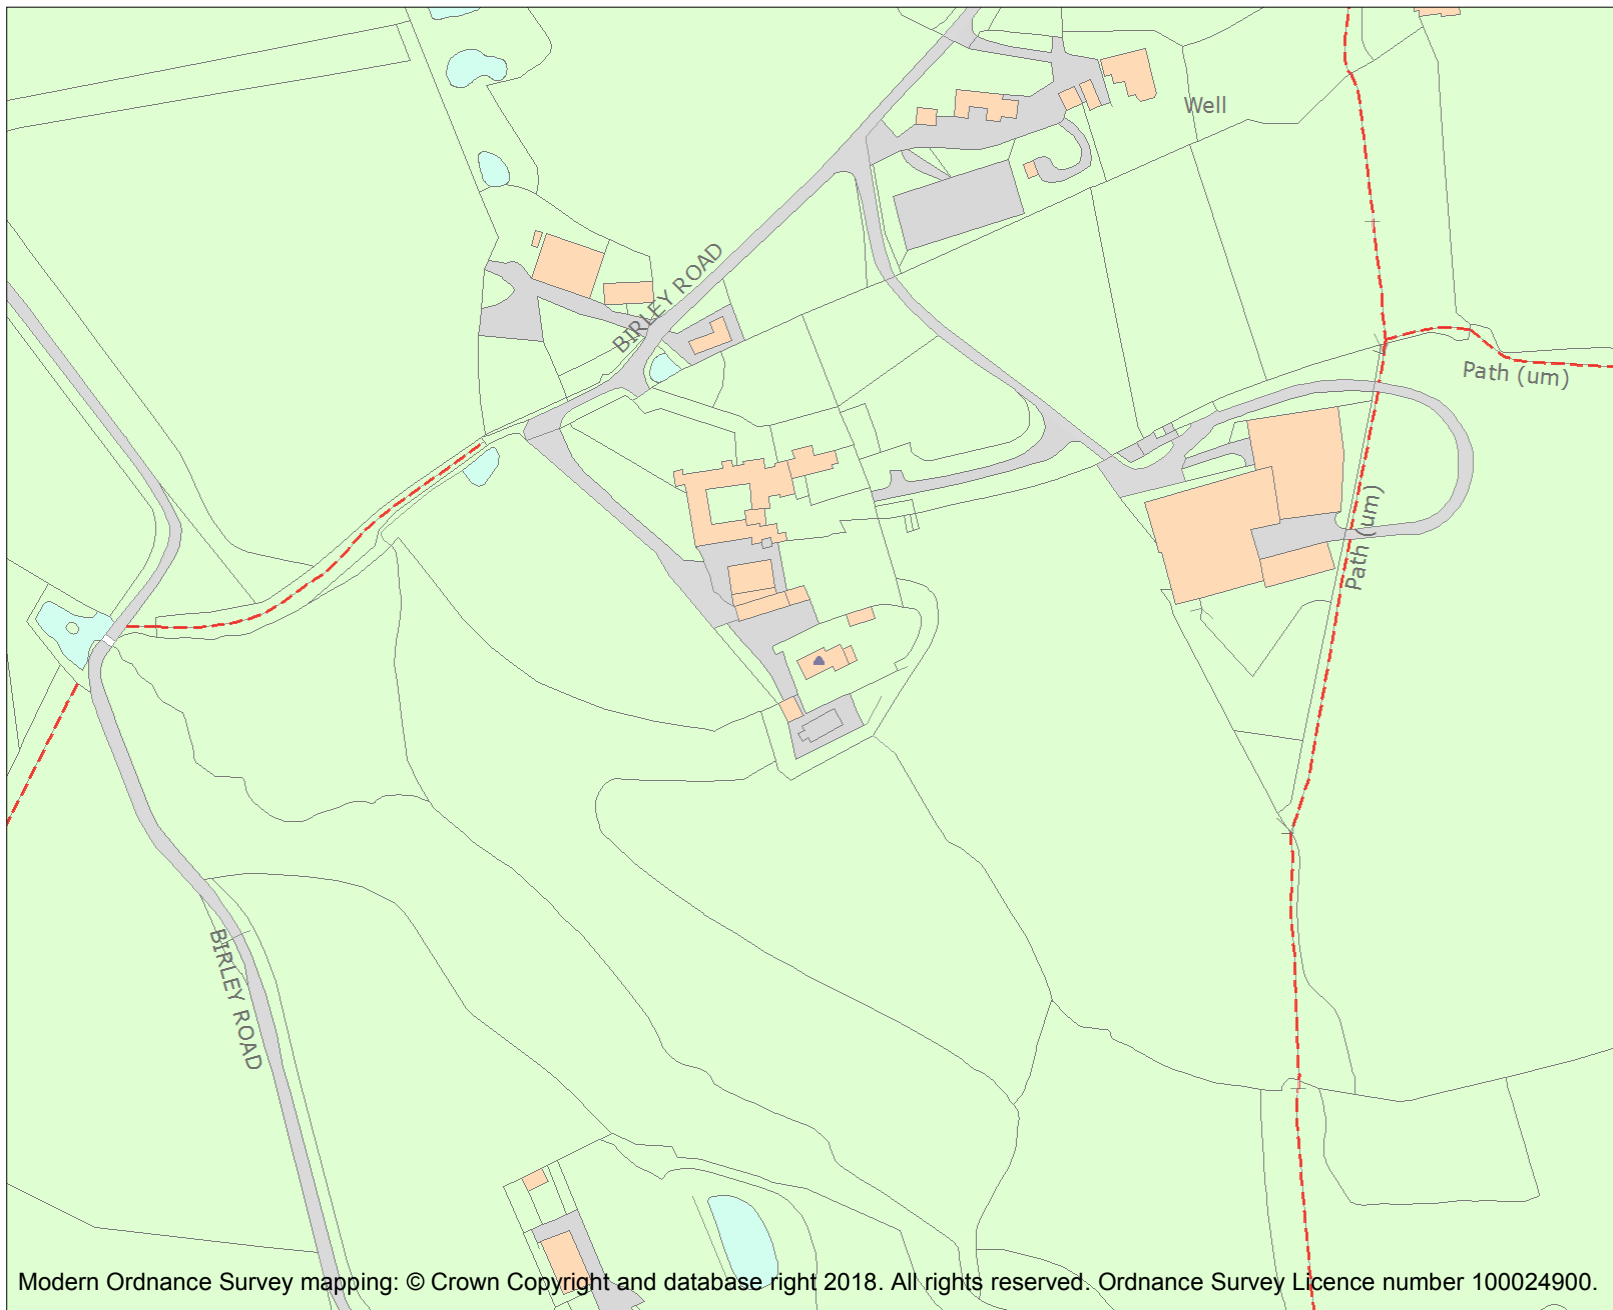 Well
BIRLEY ROAD
Path (um)
Path (um)
BIRLEY ROAD
Modern Ordnance Survey mapping: © Crown Copyright and database right 2018. All rights reserved. Ordnance Survey Licence number 100024900.